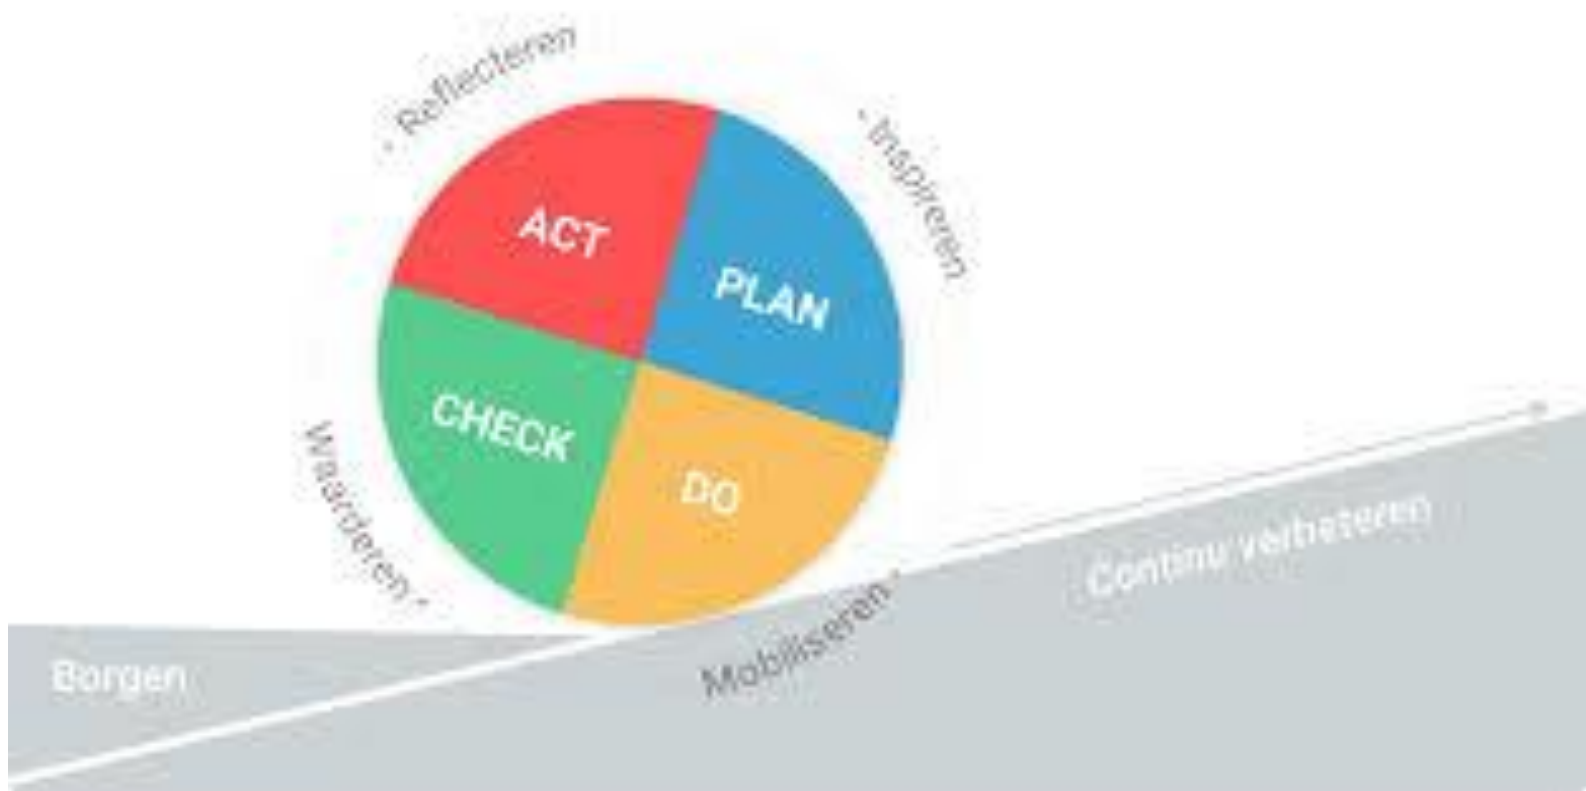 - Reflecteren
- Inspireren
ACT
PLAN
CHECK
DO
Waarderen -
Mobiliseren -
Continu verbeteren
Borgen